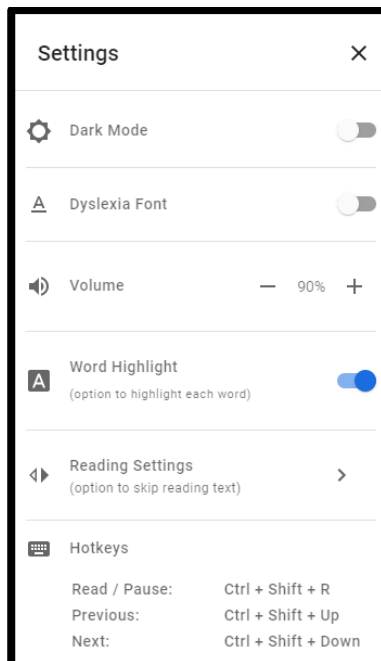 Settings
Dark Mode
A Dyslexia Font
Volume 90%
A Word Highlight
(option to highlight each word)
Reading Settings
(option to skip reading text)
Hotkeys
Read / Pause: Ctrl + Shift + R
Previous: Ctrl + Shift + Up
Next: Ctrl + Shift + Down